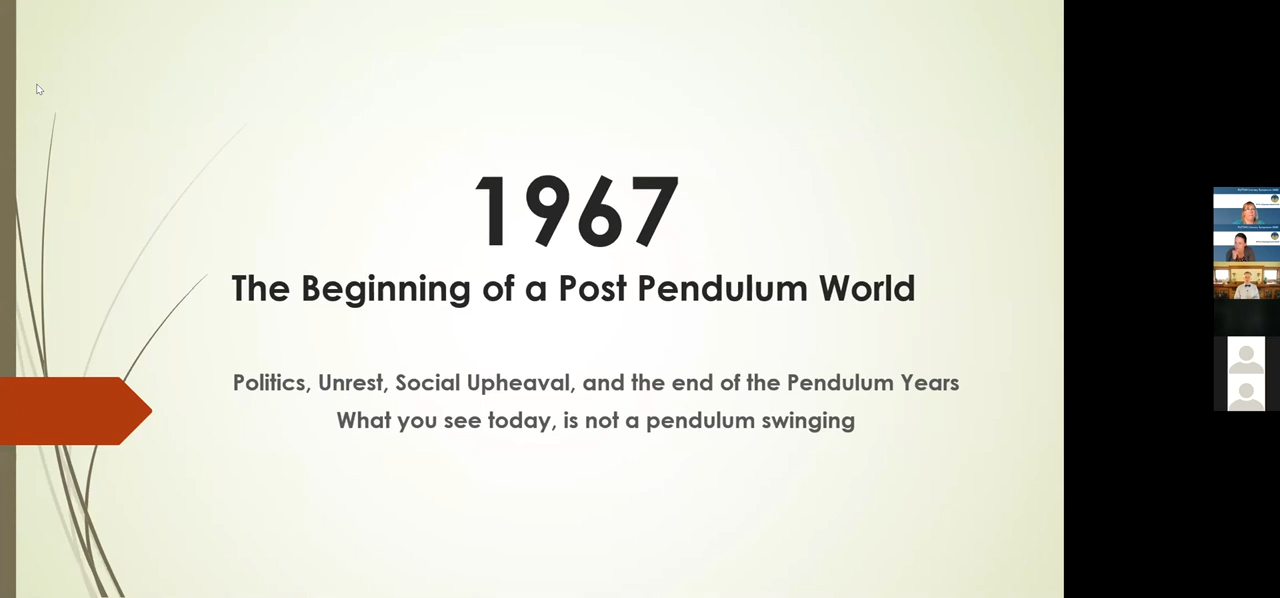 1967
The Beginning of a Post Pendulum World
Politics, Unrest, Social Upheaval, and the end of the Pendulum Years
What you see today, is not a pendulum swinging